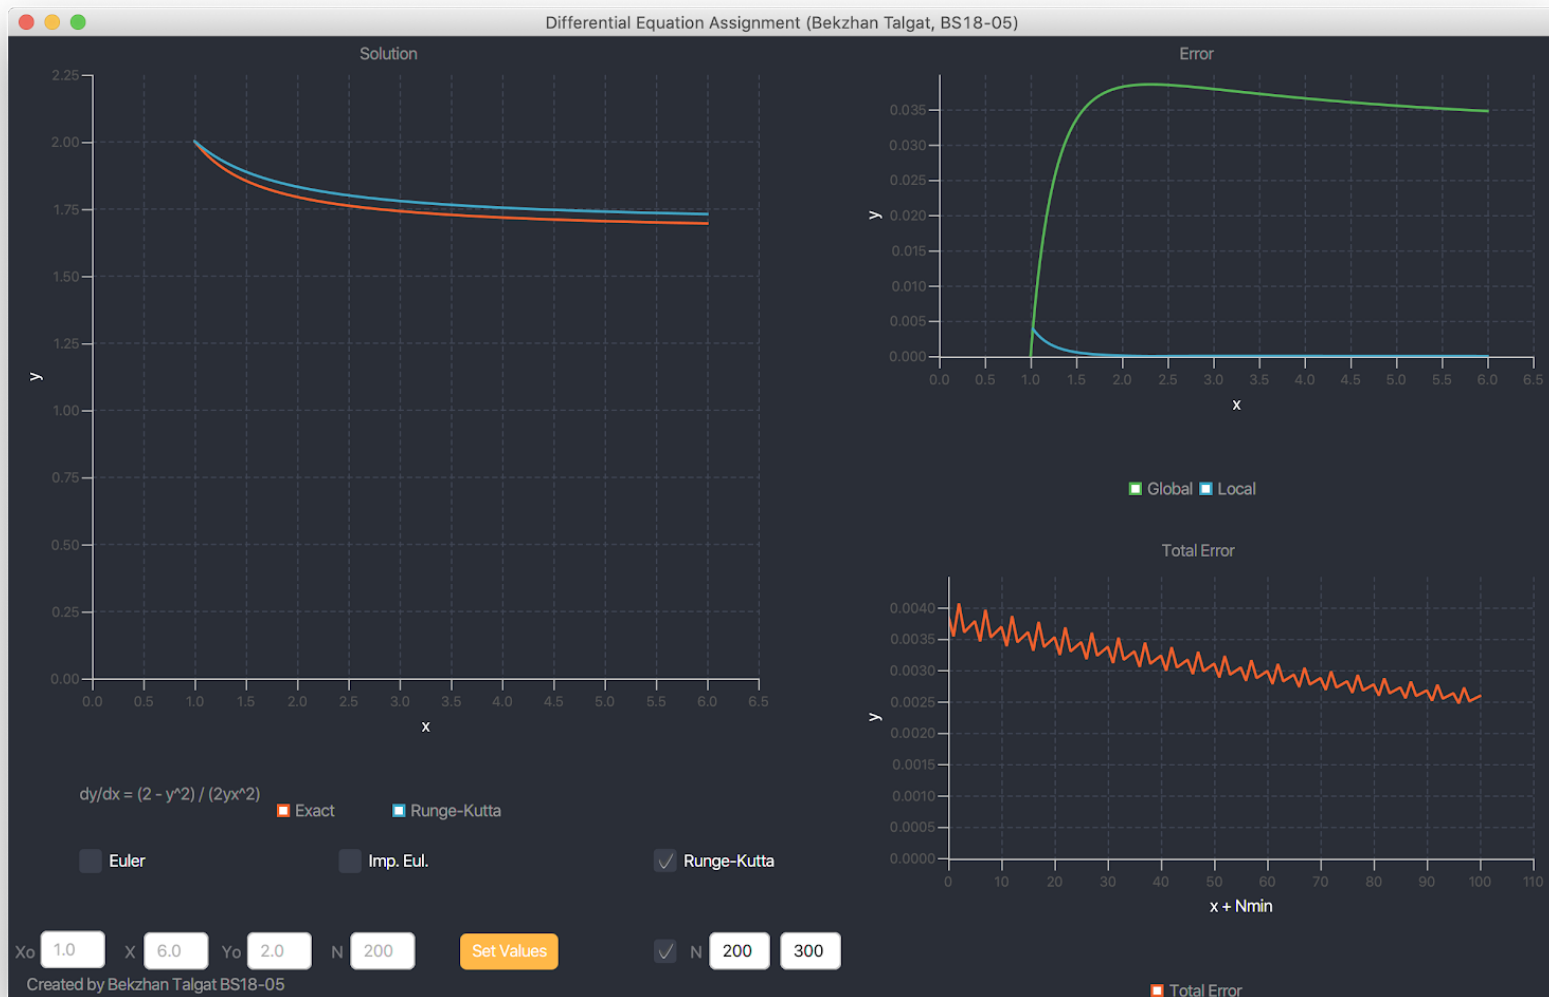 Differential Equation Assignment (Bekzhan Talgat, BS18-05)
Solution
2.25
2.00
1.75
1.50
1.25
1.00
0.75
0.50
0.25
0.00
y
0.0 0.5 1.0 1.5 2.0 2.5 3.0 3.5 4.0 4.5 5.0 5.5 6.0 6.5
x
dy/dx = (2 - y^2) / (2yx^2)
Exact Runge-Kutta
Euler Imp. Eul. Runge-Kutta
Xo 1.0 X 6.0 Yo 2.0 N 200 Set Values N 200 300
Created by Bekzhan Talgat BS18-05
Error
0.035
0.030
0.025
0.020
0.015
0.010
0.005
0.000
y
0.0 0.5 1.0 1.5 2.0 2.5 3.0 3.5 4.0 4.5 5.0 5.5 6.0 6.5
x
Global Local
Total Error
0.0040
0.0035
0.0030
0.0025
0.0020
0.0015
0.0010
0.0005
0.0000
y
0 10 20 30 40 50 60 70 80 90 100 110
x + Nmin
Total Error